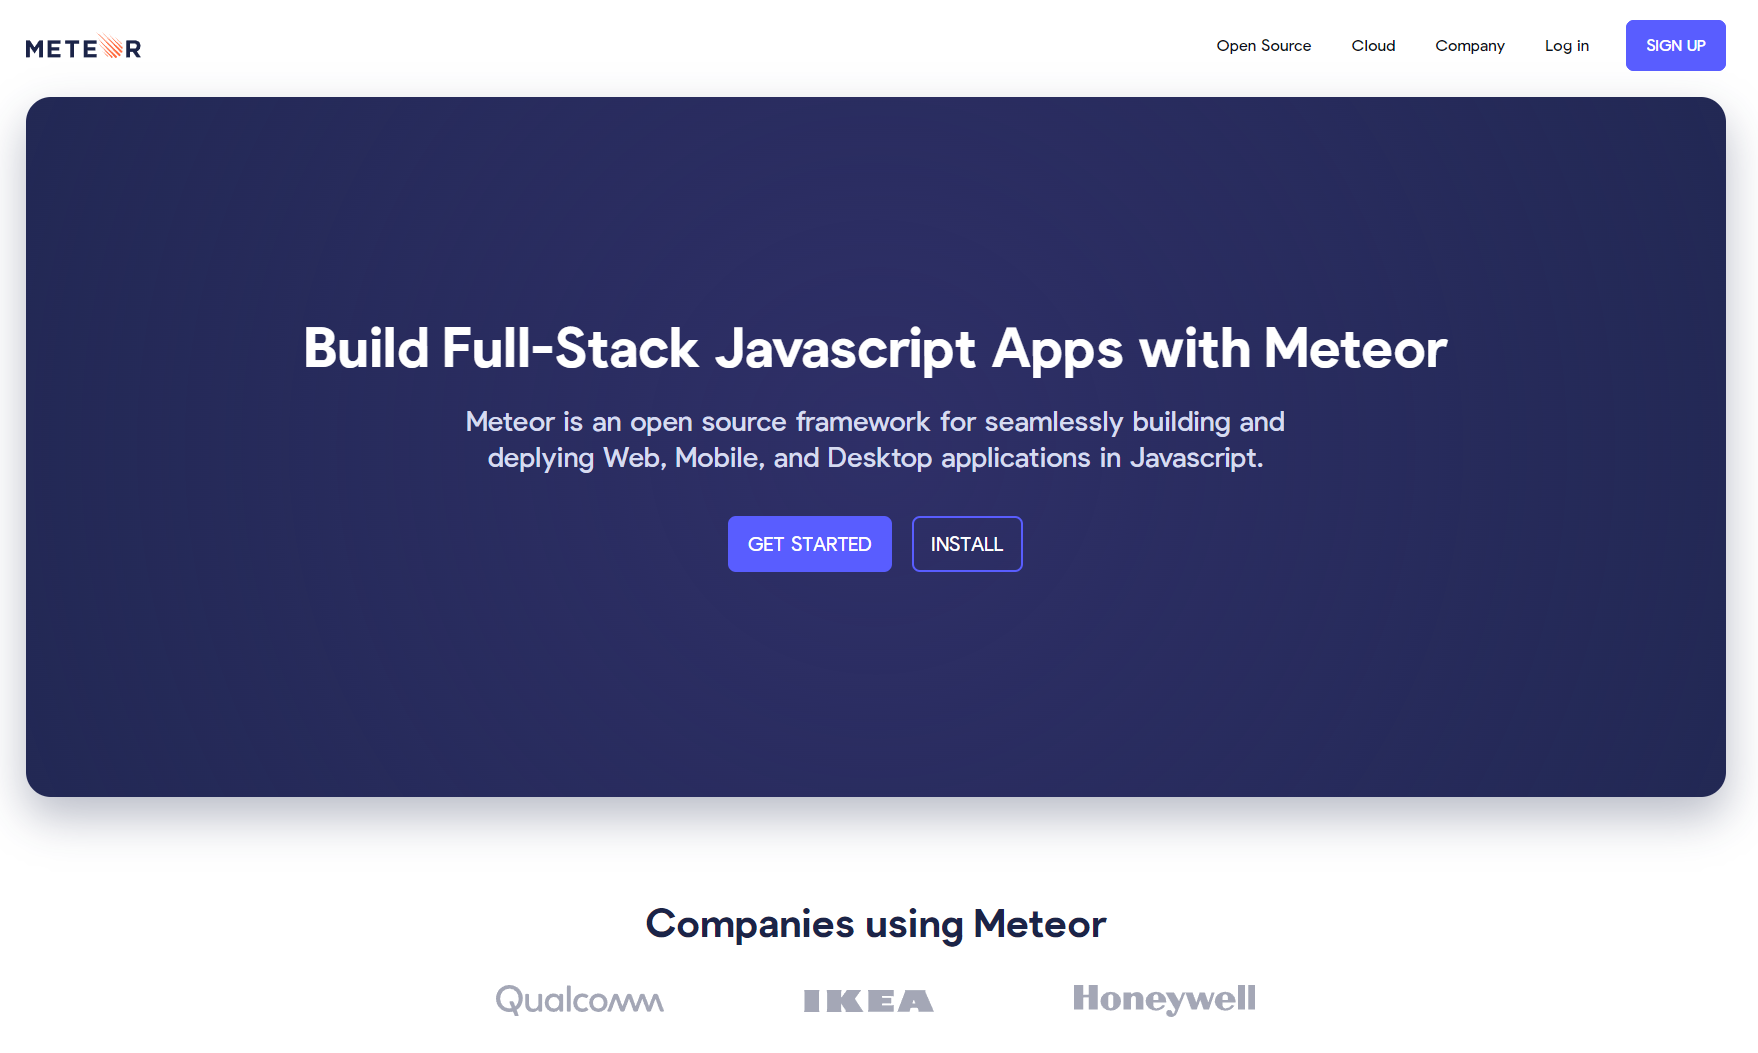 METEOR
Open Source
Cloud
Company
Log in
SIGN UP
Build Full-Stack Javascript Apps with Meteor
Meteor is an open source framework for seamlessly building and
deplying Web, Mobile, and Desktop applications in Javascript.
GET STARTED
INSTALL
Companies using Meteor
Qualcomm
IKEA
Honeywell